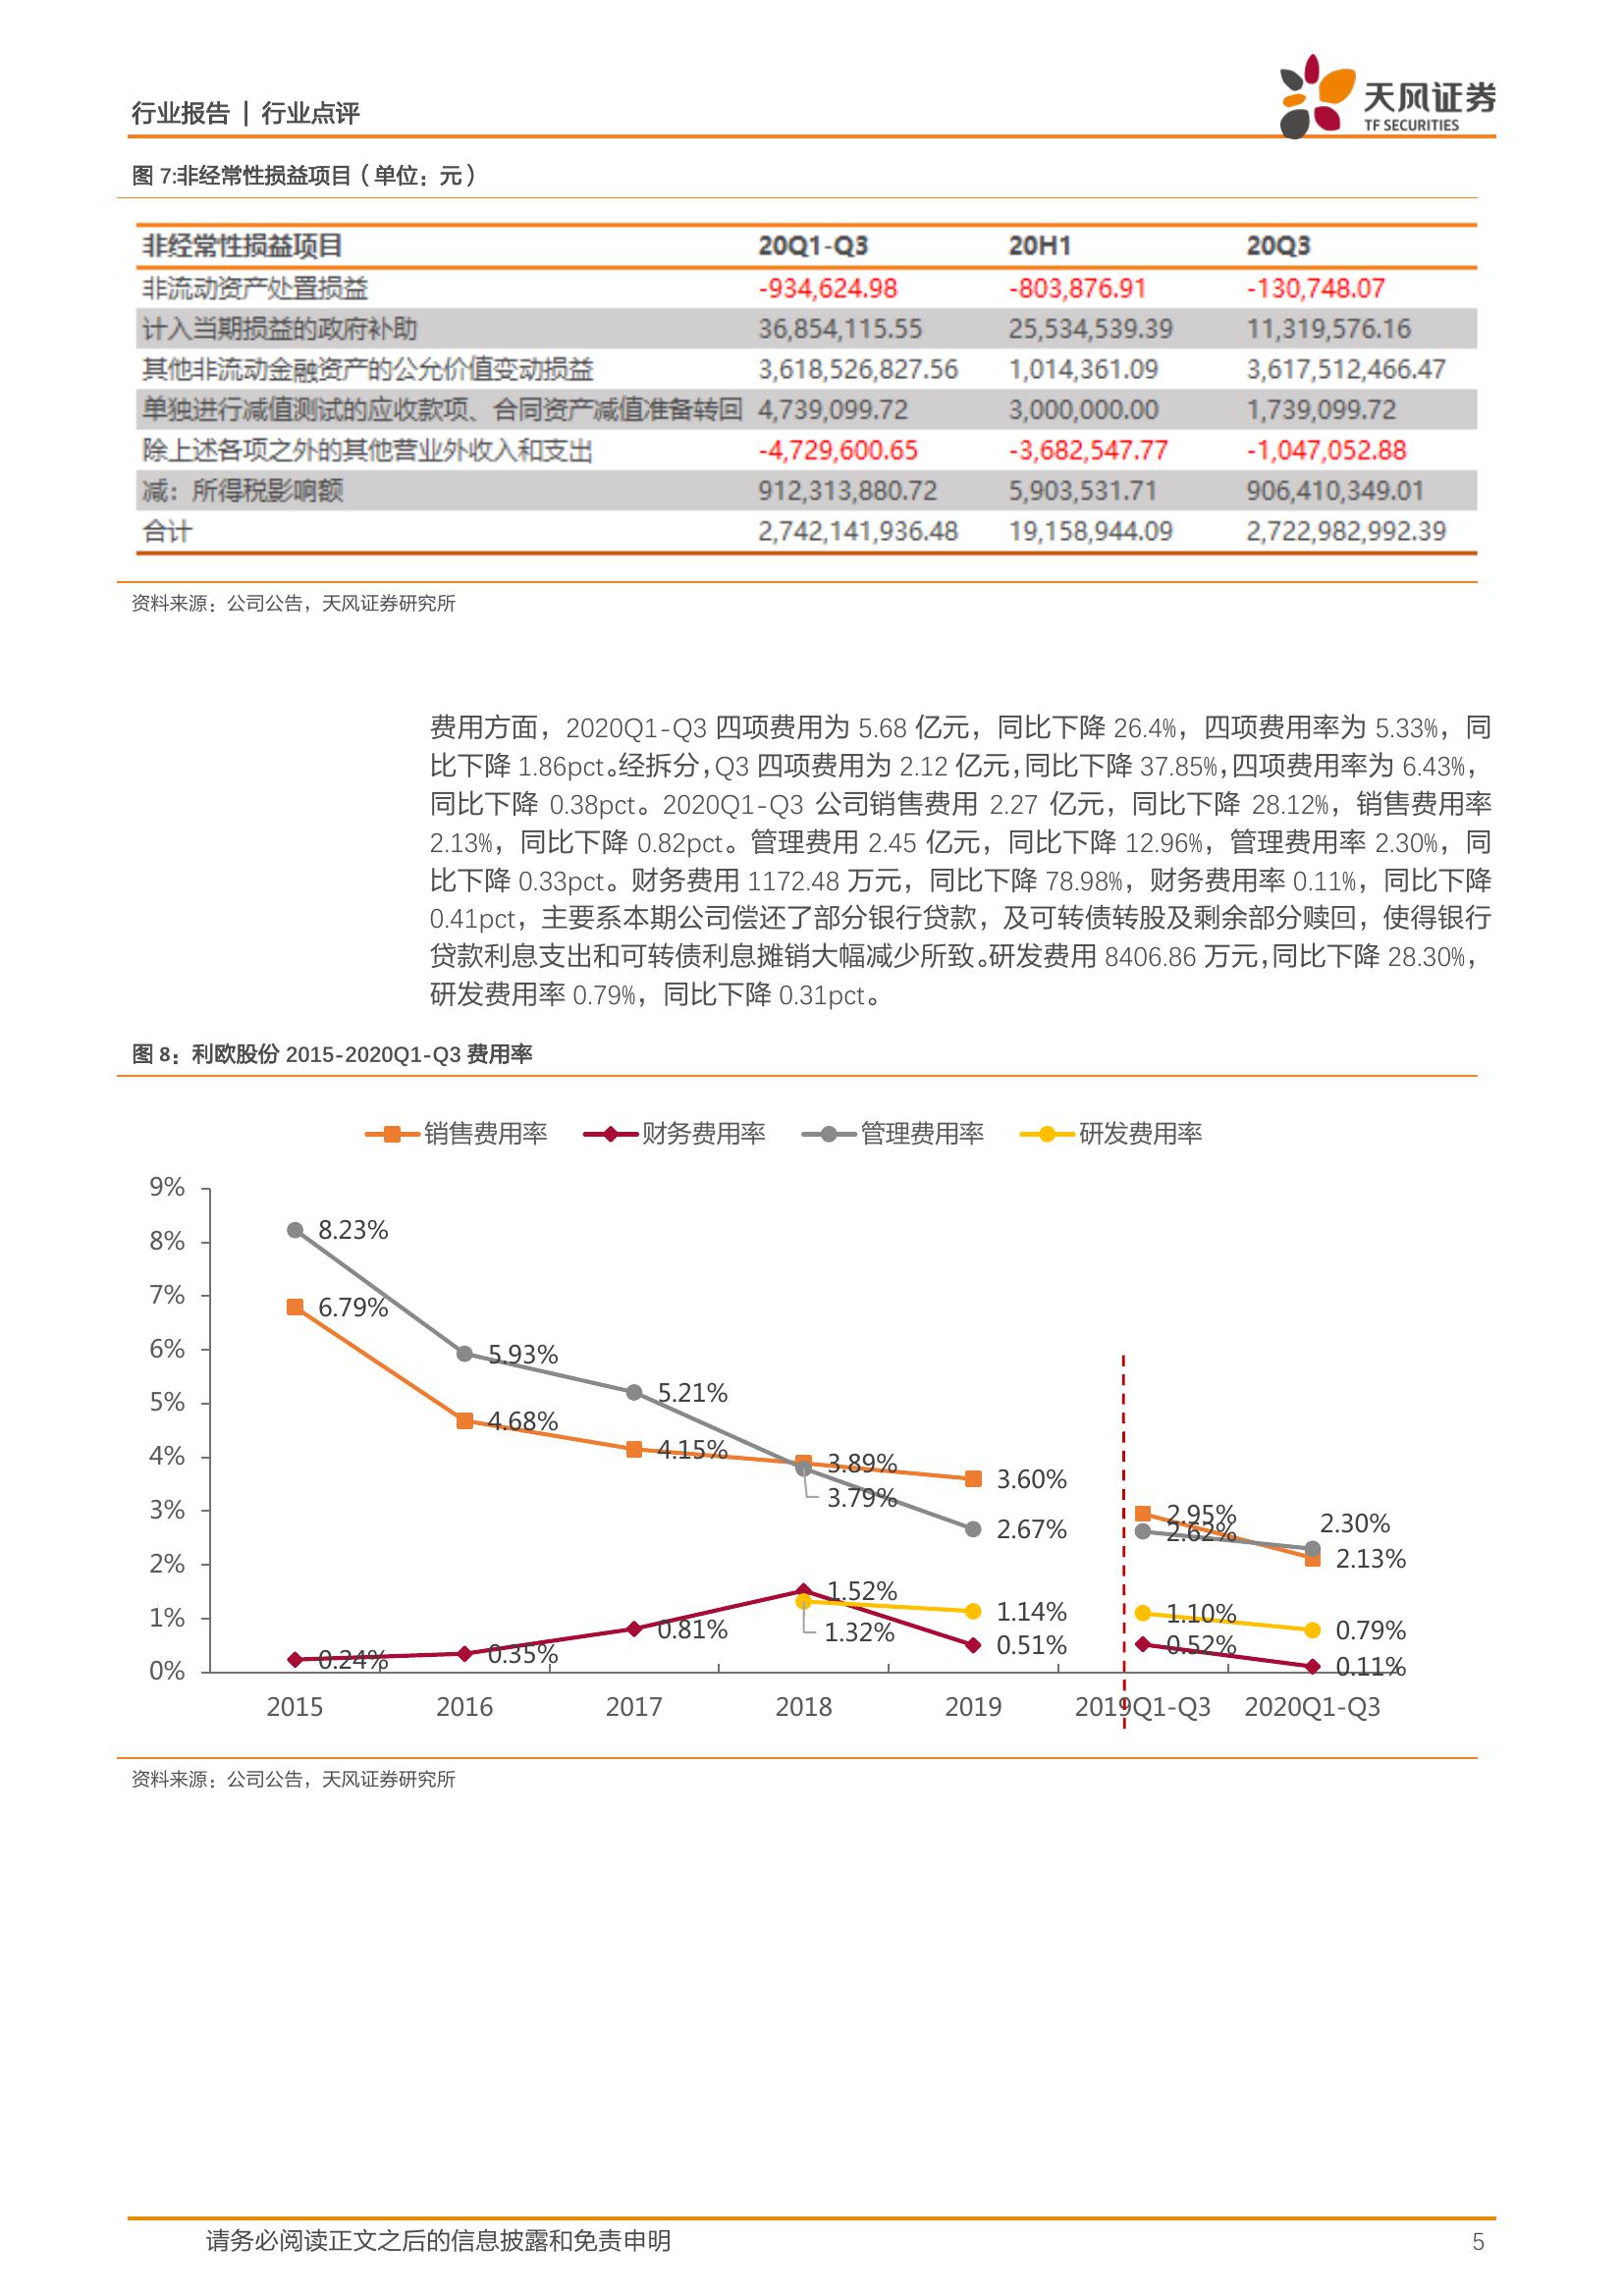 行业报告 | 行业点评
天风证券
TF SECURITIES
图 7:非经常性损益项目（单位：元）
非经常性损益项目 20Q1-Q3 20H1 20Q3
非流动资产处置损益 -934,624.98 -803,876.91 -130,748.07
计入当期损益的政府补助 36,854,115.55 25,534,539.39 11,319,576.16
其他非流动金融资产的公允价值变动损益 3,618,526,827.56 1,014,361.09 3,617,512,466.47
单独进行减值测试的应收款项、合同资产减值准备转回 4,739,099.72 3,000,000.00 1,739,099.72
除上述各项之外的其他营业外收入和支出 -4,729,600.65 -3,682,547.77 -1,047,052.88
减：所得税影响额 912,313,880.72 5,903,531.71 906,410,349.01
合计 2,742,141,936.48 19,158,944.09 2,722,982,992.39
资料来源：公司公告，天风证券研究所
费用方面，2020Q1-Q3 四项费用为 5.68 亿元，同比下降 26.4%，四项费用率为 5.33%，同
比下降 1.86pct。经拆分，Q3 四项费用为 2.12 亿元，同比下降 37.85%，四项费用率为 6.43%，
同比下降 0.38pct。2020Q1-Q3 公司销售费用 2.27 亿元，同比下降 28.12%，销售费用率
2.13%，同比下降 0.82pct。管理费用 2.45 亿元，同比下降 12.96%，管理费用率 2.30%，同
比下降 0.33pct。财务费用 1172.48 万元，同比下降 78.98%，财务费用率 0.11%，同比下降
0.41pct，主要系本期公司偿还了部分银行贷款，及可转债转股及剩余部分赎回，使得银行
贷款利息支出和可转债利息摊销大幅减少所致。研发费用 8406.86 万元，同比下降 28.30%，
研发费用率 0.79%，同比下降 0.31pct。
图 8：利欧股份 2015-2020Q1-Q3 费用率
销售费用率 财务费用率 管理费用率 研发费用率
9%
8%
7%
6%
5%
4%
3%
2%
1%
0%
8.23%
6.79%
5.93%
4.68%
5.21%
4.15%
3.89%
3.79%
3.60%
2.67%
2.95%
2.62%
2.30%
2.13%
1.52%
1.32%
1.14%
0.51%
1.10%
0.52%
0.79%
0.11%
0.24%
0.35%
0.81%
2015 2016 2017 2018 2019 2019Q1-Q3 2020Q1-Q3
资料来源：公司公告，天风证券研究所
请务必阅读正文之后的信息披露和免责申明 5